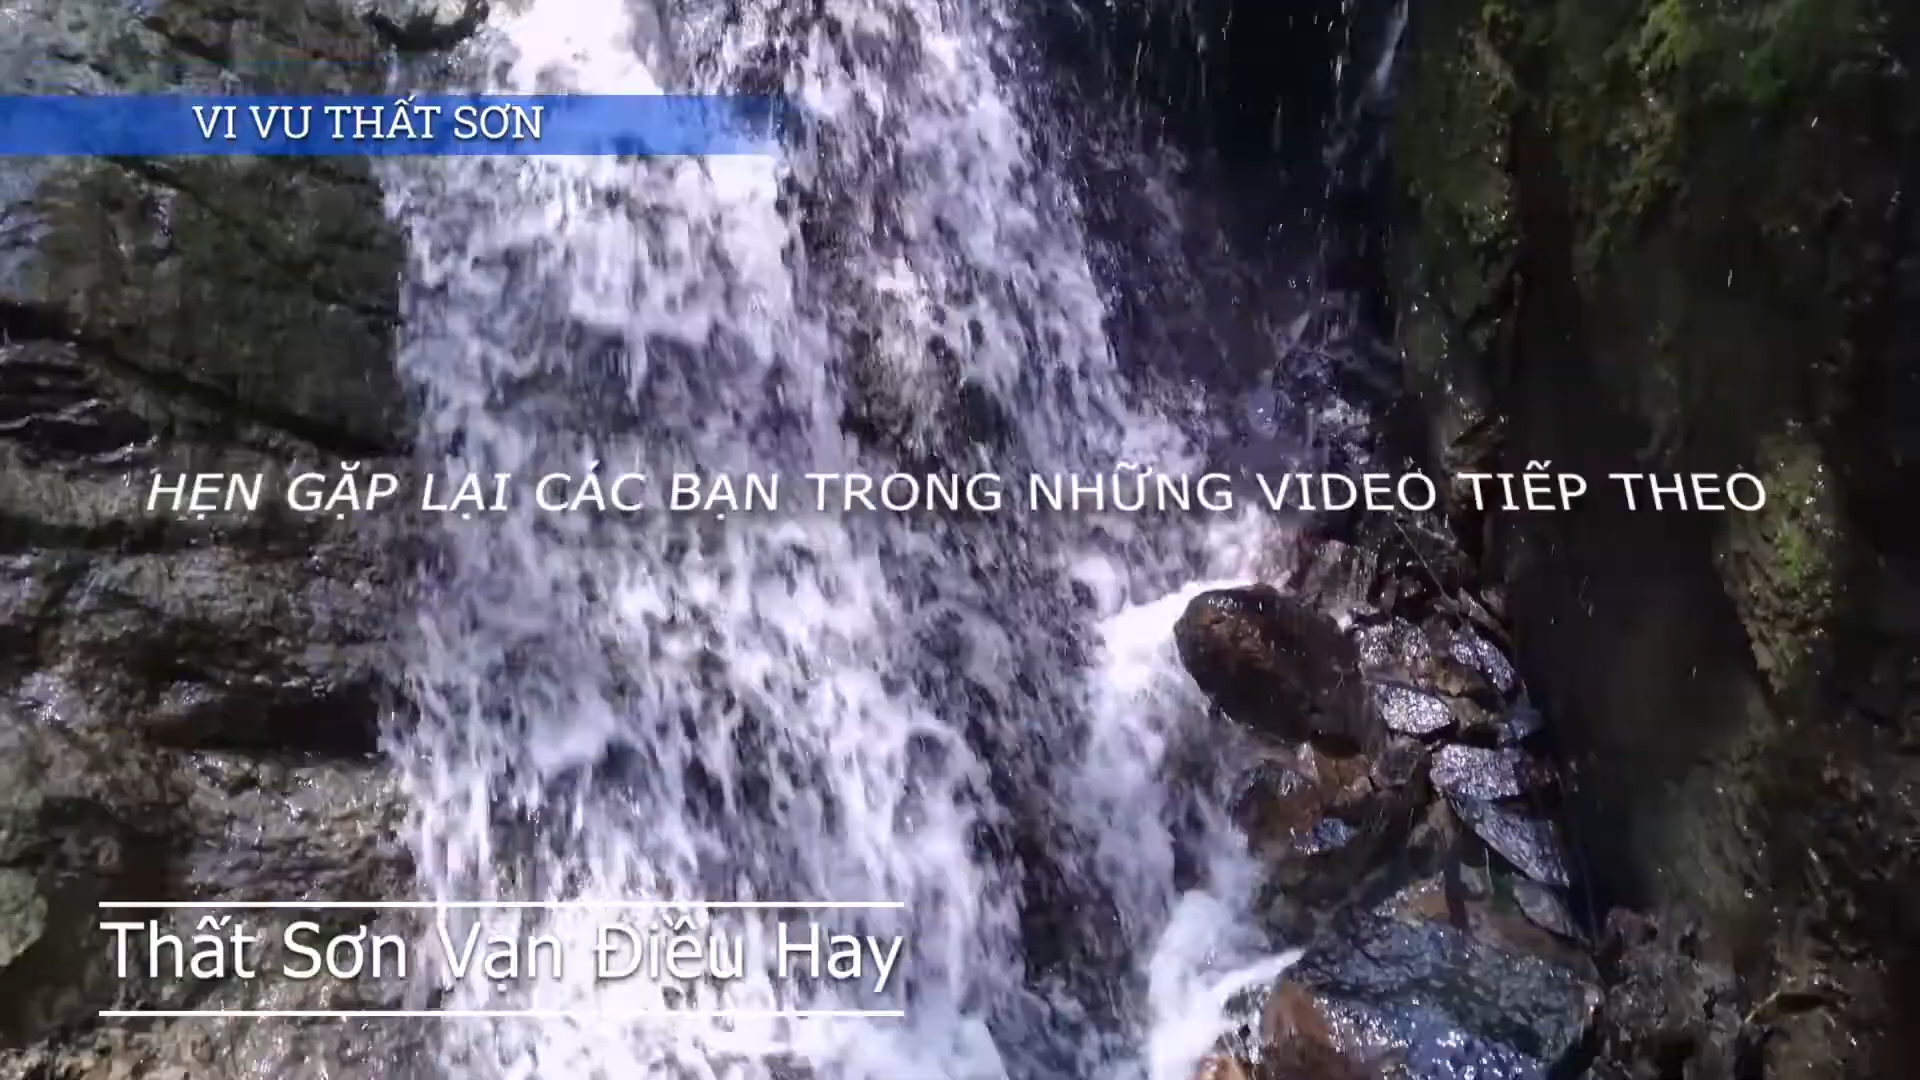 VI VU THẤT SƠN
HẸN GẶP LẠI CÁC BẠN TRONG NHỮNG VIDEO TIẾP THEO
Thất Sơn Vạn Điều Hay